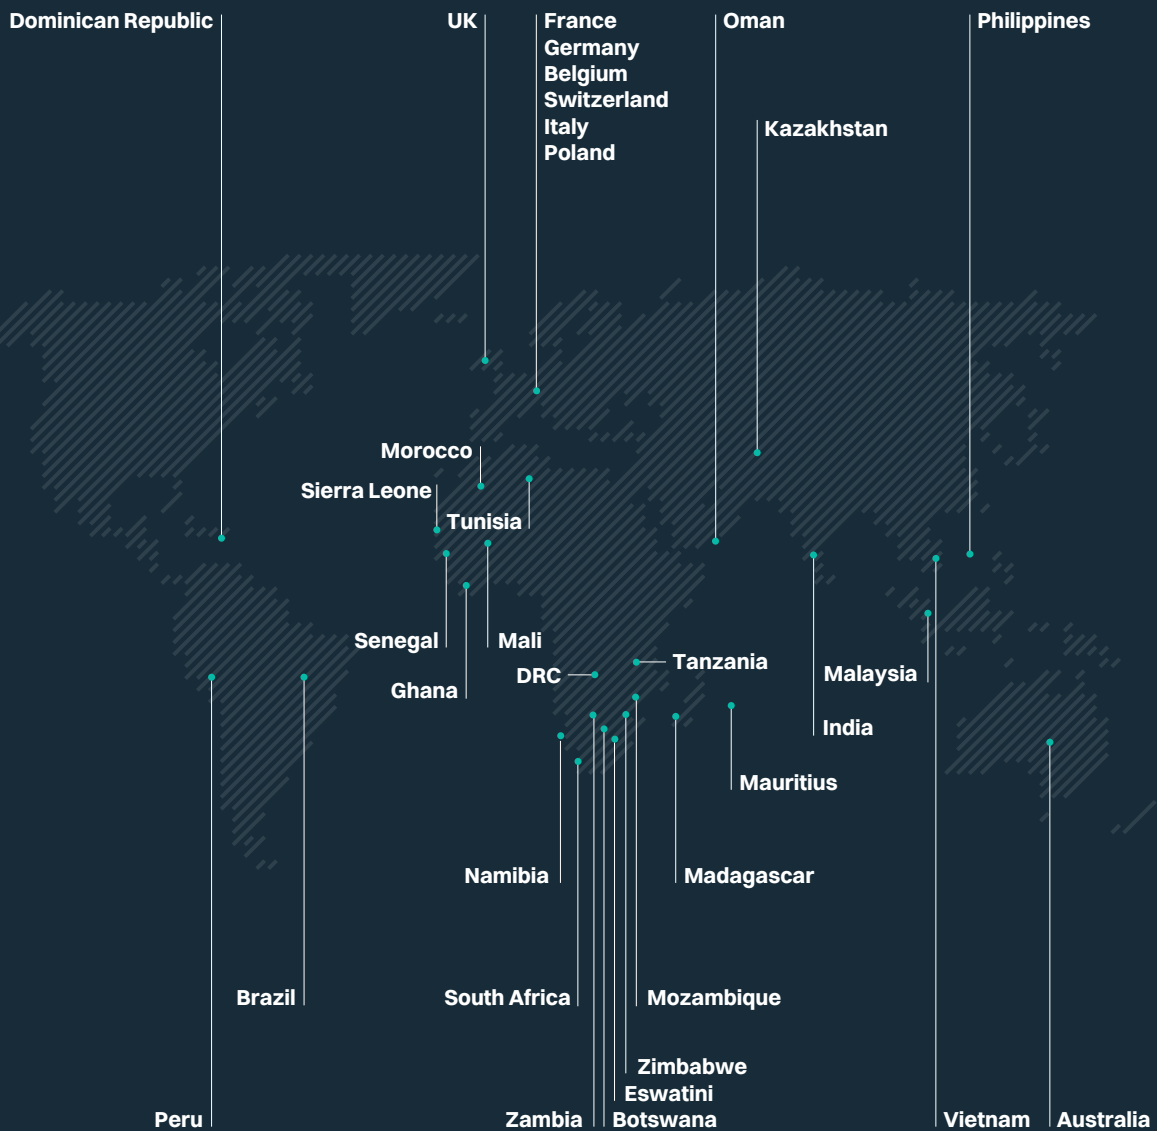 Dominican Republic
UK
France
Germany
Belgium
Switzerland
Italy
Poland
Oman
Philippines
Kazakhstan
Morocco
Sierra Leone
Tunisia
Senegal
Mali
Ghana
DRC
Tanzania
Malaysia
India
Mauritius
Namibia
Madagascar
Brazil
South Africa
Mozambique
Zimbabwe
Eswatini
Peru
Zambia
Botswana
Vietnam
Australia